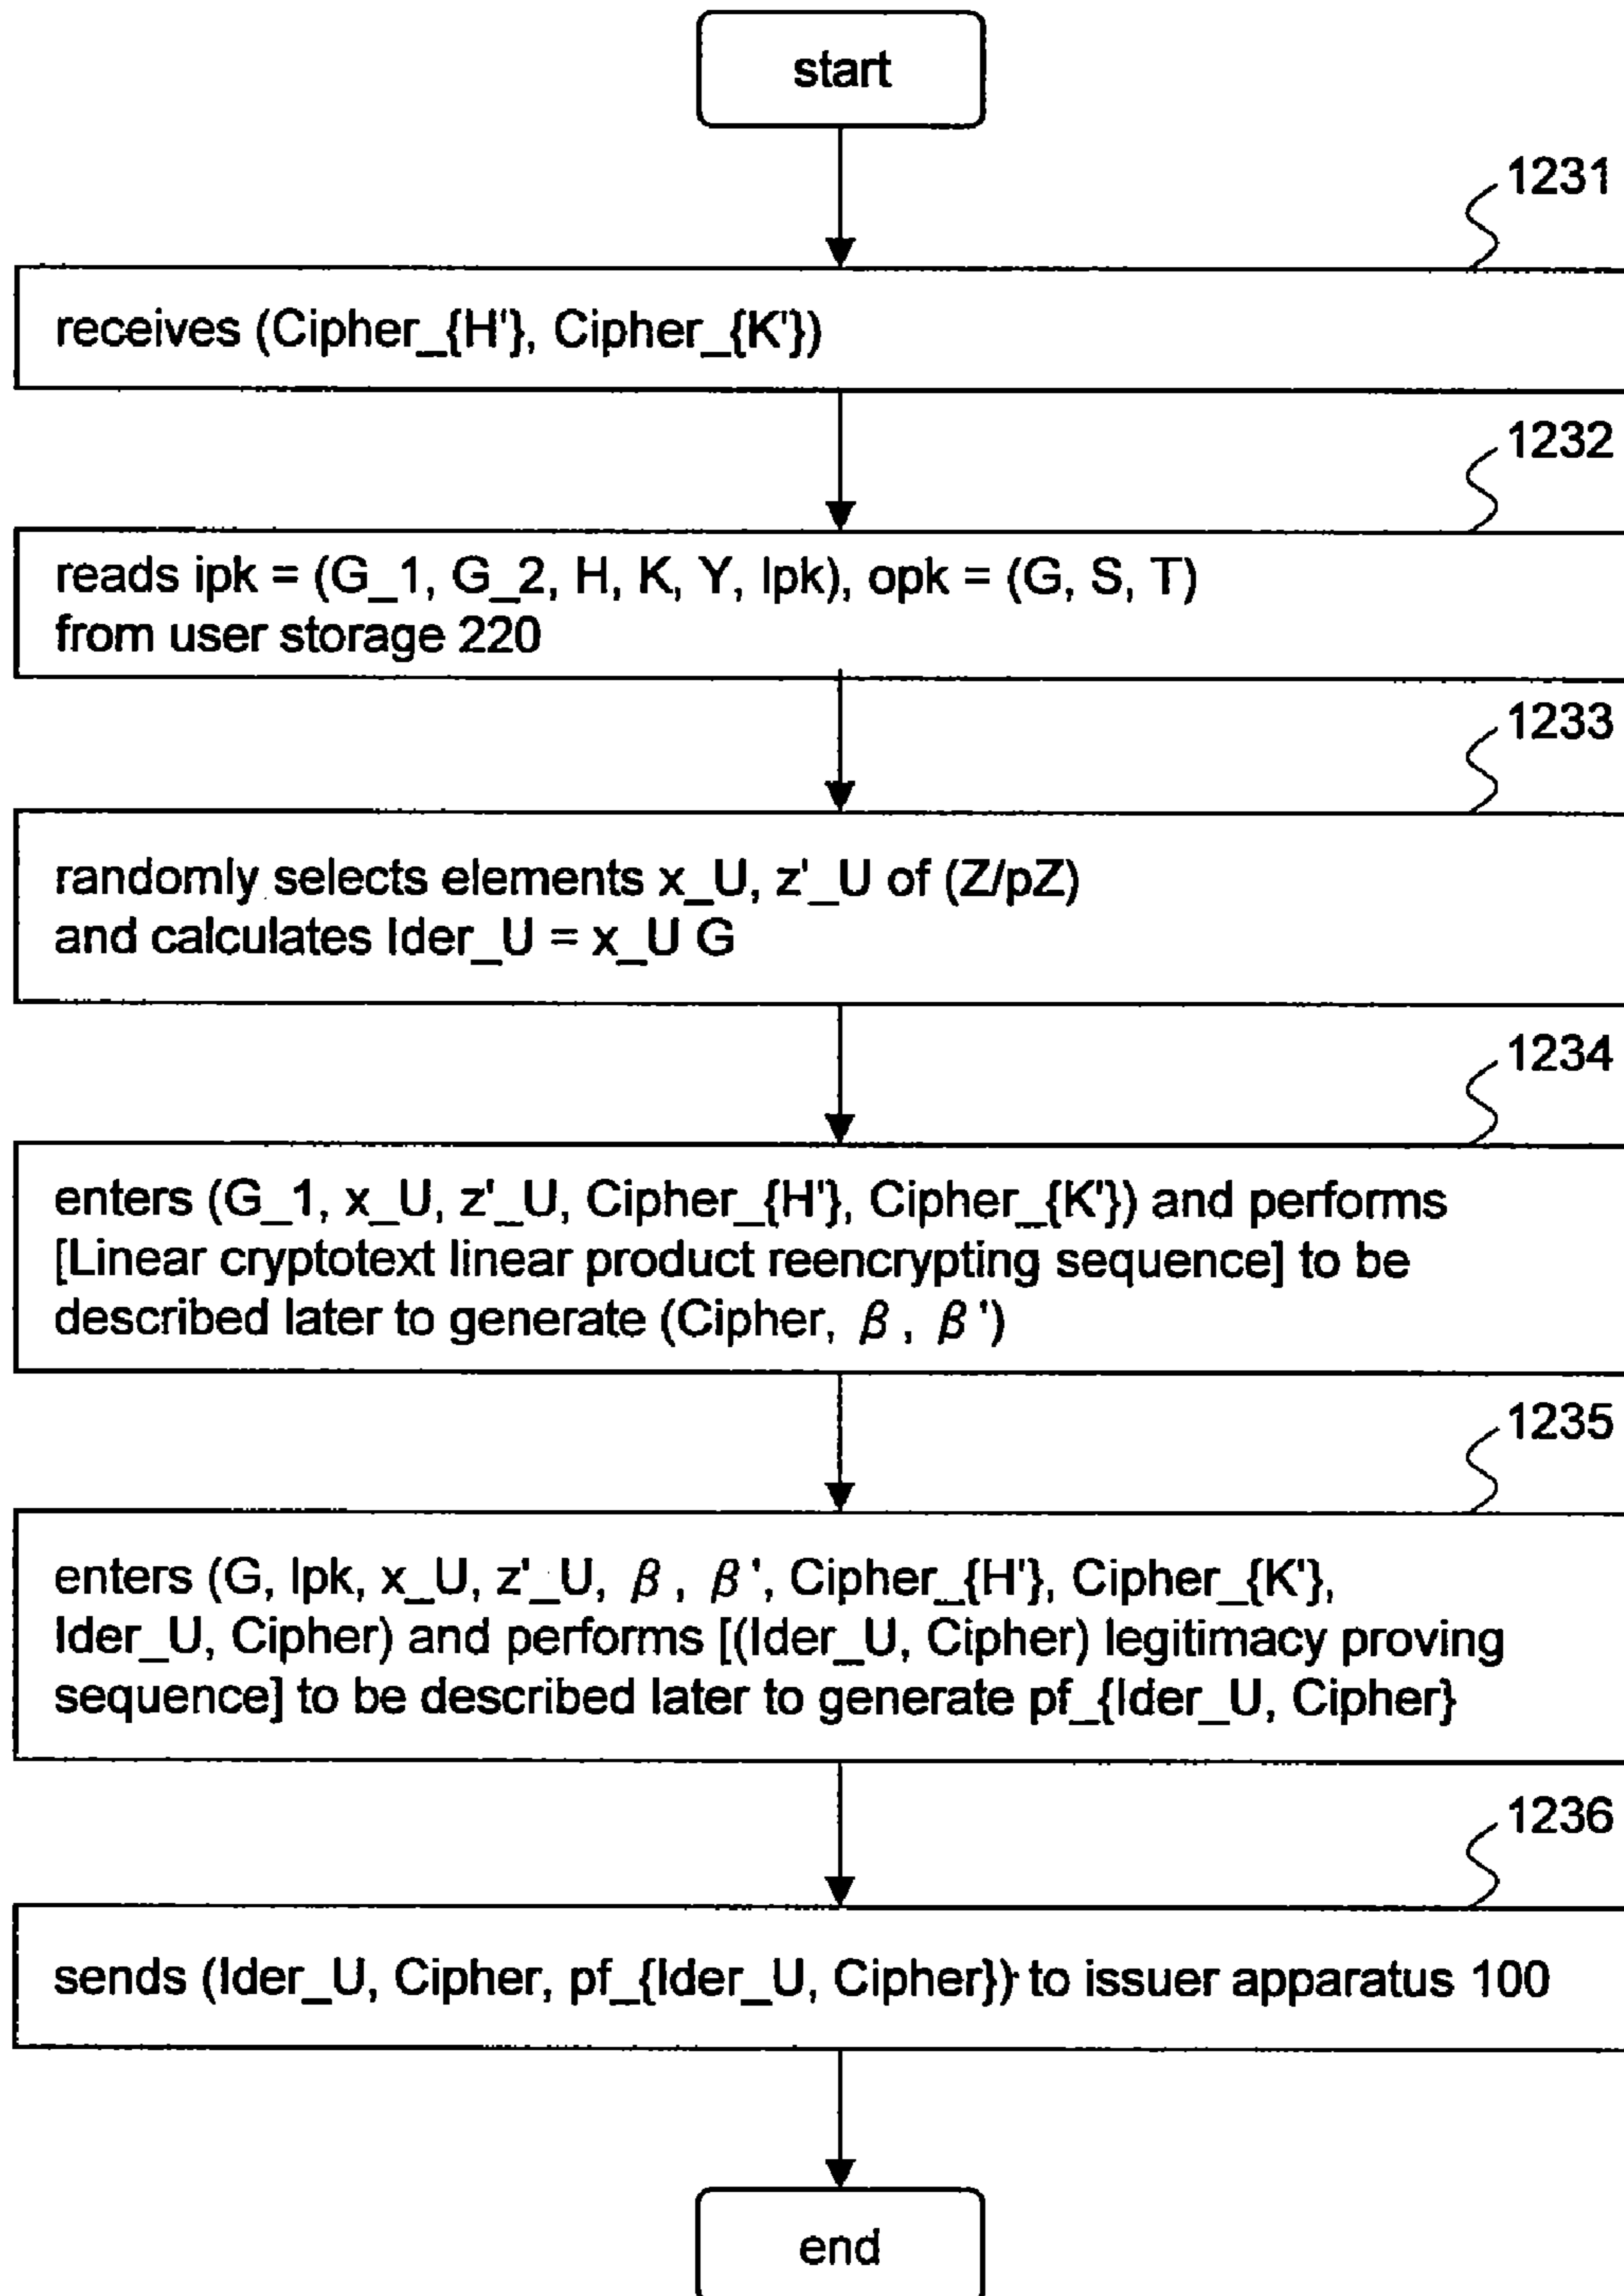 start
1231
receives (Cipher_{H'}, Cipher_{K'})
1232
reads ipk = (G_1, G_2, H, K, Y, lpk), opk = (G, S, T)
from user storage 220
1233
randomly selects elements x_U, z'_U of (Z/pZ)
and calculates Ider_U = x_U G
1234
enters (G_1, x_U, z'_U, Cipher_{H'}, Cipher_{K'}) and performs
[Linear cryptotext linear product reencrypting sequence] to be
described later to generate (Cipher, β, β')
1235
enters (G, lpk, x_U, z'_U, β, β', Cipher_{H'}, Cipher_{K'},
Ider_U, Cipher) and performs [(Ider_U, Cipher) legitimacy proving
sequence] to be described later to generate pf_{Ider_U, Cipher}
1236
sends (Ider_U, Cipher, pf_{Ider_U, Cipher}) to issuer apparatus 100
end